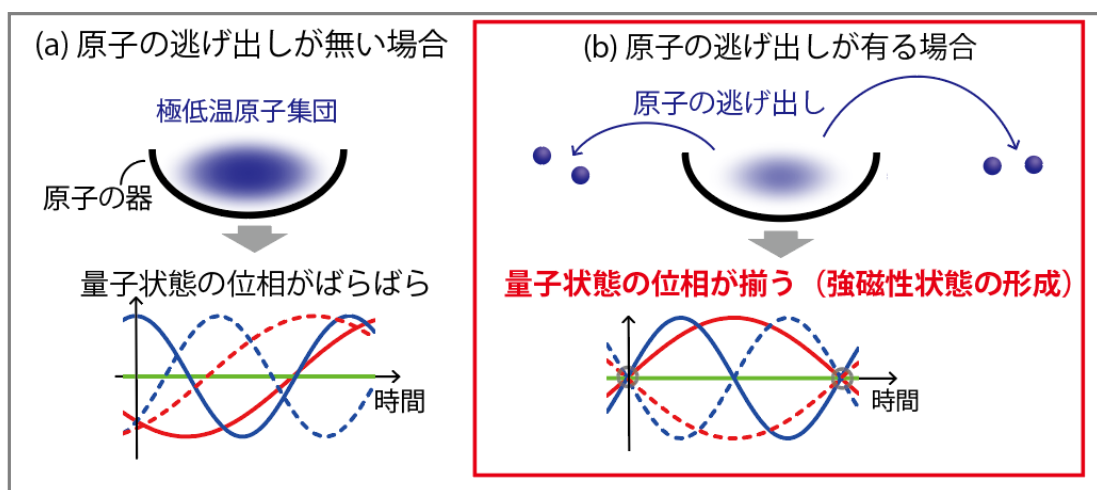 (a) 原子の逃げ出しが無い場合
極低温原子集団
原子の器
量子状態の位相がばらばら
時間
(b) 原子の逃げ出しが有る場合
原子の逃げ出し
量子状態の位相が揃う（強磁性状態の形成）
時間